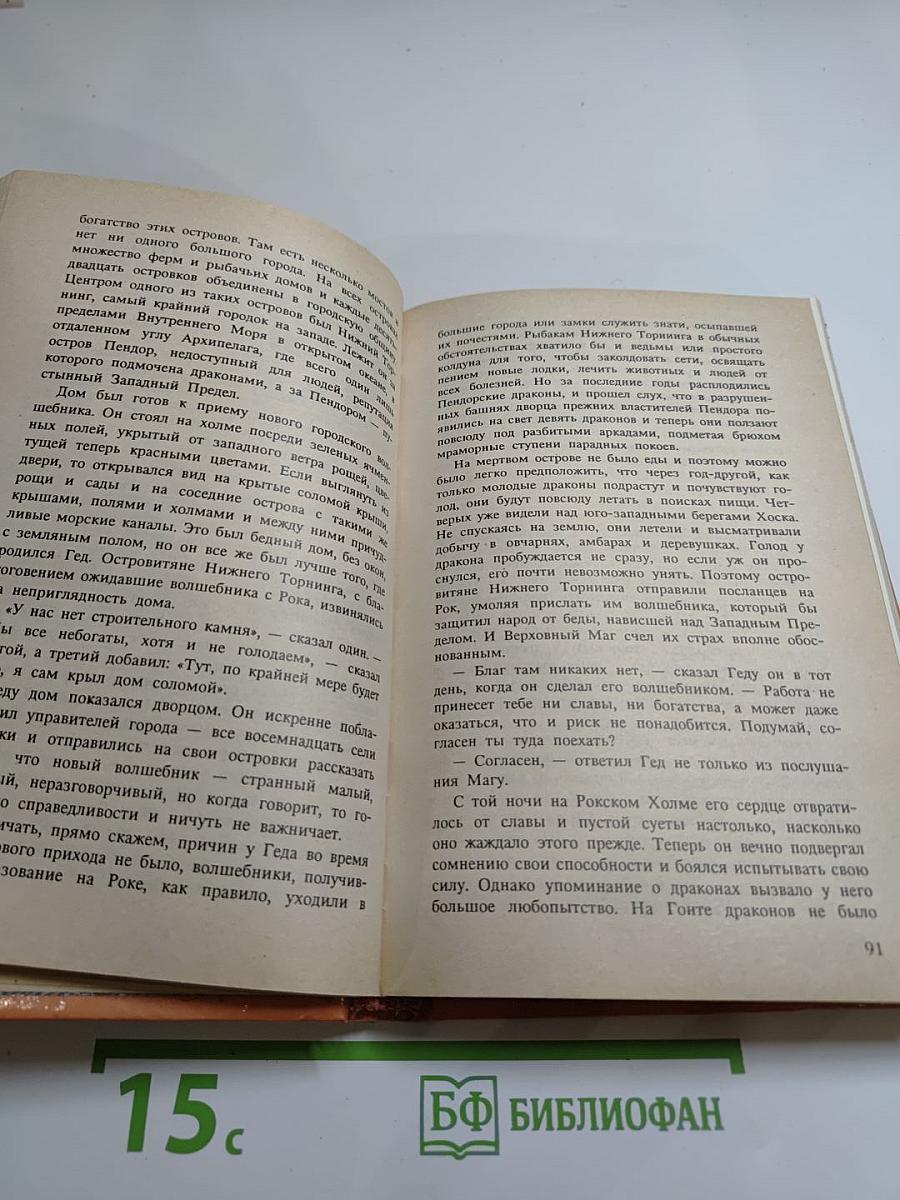 богатство этих островов. Там есть несколько мостов и
нет ни одного большого города. На всех островах
множество ферм и рыбачьих домов и каждые десять-
двадцать островков объединены в городскую общину.
Центром одного из таких островов был Нижний Тор-
нинг, самый крайний городок на западе. Лежит он за
пределами Внутреннего Моря в открытом океане, в
отдаленном углу Архипелага, где всего один лишь
остров Пендор, недоступный для людей, репутация
которого подмочена драконами, а за Пендором — пу-
стынный Западный Предел.
Дом был готов к приему нового городского вол-
шебника. Он стоял на холме посреди зеленых ячмен-
ных полей, укрытый от западного ветра рощей, цве-
тущей теперь красными цветами. Если выглянуть из
двери, то открывался вид на крытые соломой крыши,
рощи и сады и на соседние острова с такими же
крышами, полями и холмами и между ними причуд-
ливые морские каналы. Это был бедный дом, без окон,
с земляным полом, но он все же был лучше того, где
родился Гед. Островитяне Нижнего Торнинга, с бла-
гоговением ожидавшие волшебника с Рока, извинялись
неприглядность дома.
«У нас нет строительного камня», — сказал один. —
все небогаты, хотя и не голодаем», — сказал
а третий добавил: «Тут, по крайней мере будет
я сам крыл дом соломой».
дом показался дворцом. Он искренне побла-
управителей города — все восемнадцать сели
и отправились на свои островки рассказать
что новый волшебник — странный малый,
неразговорчивый, но когда говорит, то го-
справедливости и ничуть не важничает.
прямо скажем, причин у Геда во время
прихода не было, волшебники, получив-
на Роке, как правило, уходили в
большие города или замки служить знати, осыпавшей
их почестями. Рыбакам Нижнего Торнинга в обычных
обстоятельствах хватило бы и ведьмы или простого
колдуна для того, чтобы заколдовать сети, освящать
пением новые лодки, лечить животных и людей от
всех болезней. Но за последние годы расплодились
Пендорские драконы, и прошел слух, что в разрушен-
ных башнях дворца прежних властителей Пендора по-
явились на свет девять драконов и теперь они ползают
повсюду под разбитыми аркадами, подметая брюхом
мраморные ступени парадных покоев.
На мертвом острове не было еды и поэтому можно
было легко предположить, что через год-другой, как
только молодые драконы подрастут и почувствуют го-
лод, они будут повсюду летать в поисках пищи. Чет-
верых уже видели над юго-западными берегами Хоска.
Не спускаясь на землю, они летели и высматривали
добычу в овчарнях, амбарах и деревушках. Голод у
дракона пробуждается не сразу, но если уж он про-
снулся, его почти невозможно унять. Поэтому остро-
витяне Нижнего Торнинга отправили посланцев на
Рок, умоляя прислать им волшебника, который бы
защитил народ от беды, нависшей над Западным Пре-
делом. И Верховный Маг счел их страх вполне обос-
нованным.
— Благ там никаких нет, — сказал Геду он в тот
день, когда он сделал его волшебником. — Работа не
принесет тебе ни славы, ни богатства, а может даже
оказаться, что и риск не понадобится. Подумай, со-
гласен ты туда поехать?
— Согласен, — ответил Гед не только из послуша-
ния Магу.
С той ночи на Рокском Холме его сердце отврати-
лось от славы и пустой суеты настолько, насколько
оно жаждало этого прежде. Теперь он вечно подвергал
сомнению свои способности и боялся испытывать свою
силу. Однако упоминание о драконах вызвало у него
большое любопытство. На Гонте драконов не было
91
15 с
БФ БИБЛИОФАН